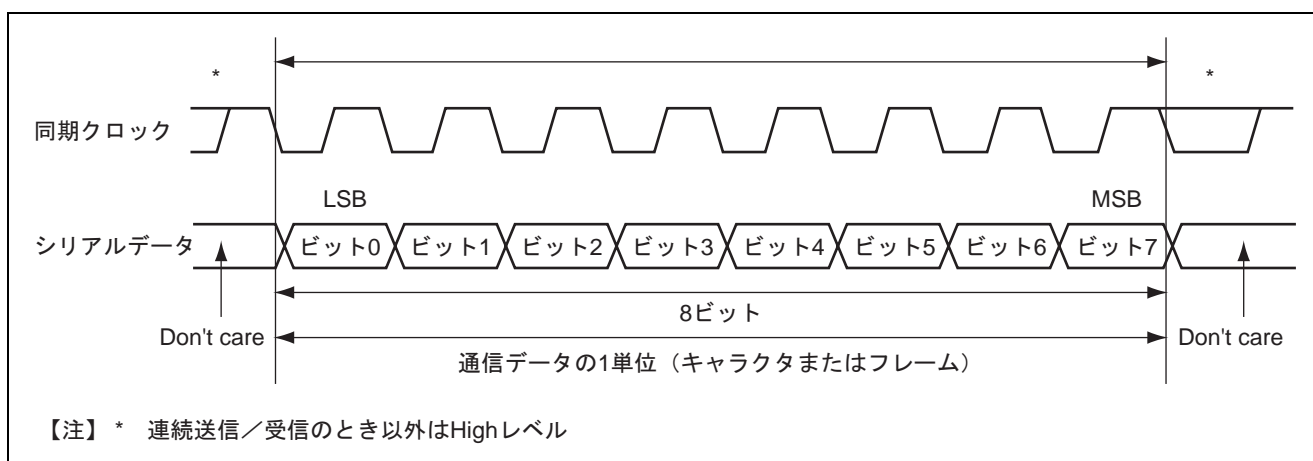 * *
同期クロック
LSB MSB
シリアルデータ ビット0 ビット1 ビット2 ビット3 ビット4 ビット5 ビット6 ビット7
8ビット
Don't care Don't care
通信データの1単位（キャラクタまたはフレーム）
【注】 * 連続送信／受信のとき以外はHighレベル